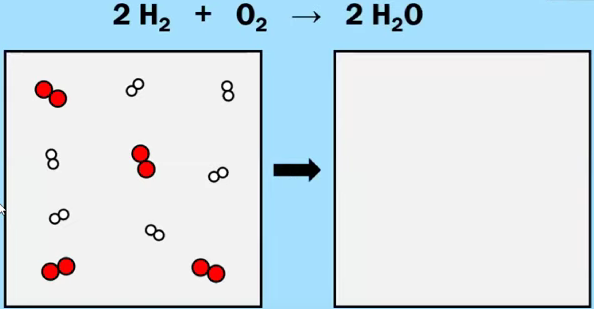 2 H₂ + O₂ → 2 H₂O